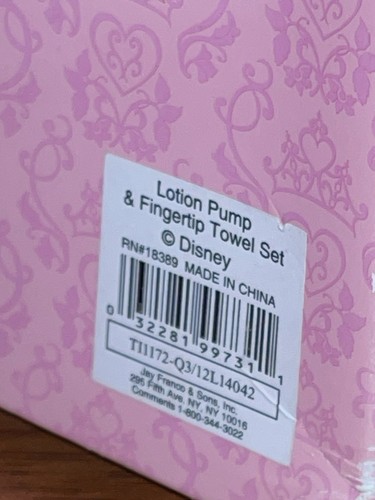 Lotion Pump
& Fingertip Towel Set
© Disney
RN#18389 MADE IN CHINA
0 32281 99731 1
TI1172-Q3/12L14042
Jay Franco & Sons, Inc.
295 Fifth Ave. NY, NY 10016
Comments 1-800-344-3022